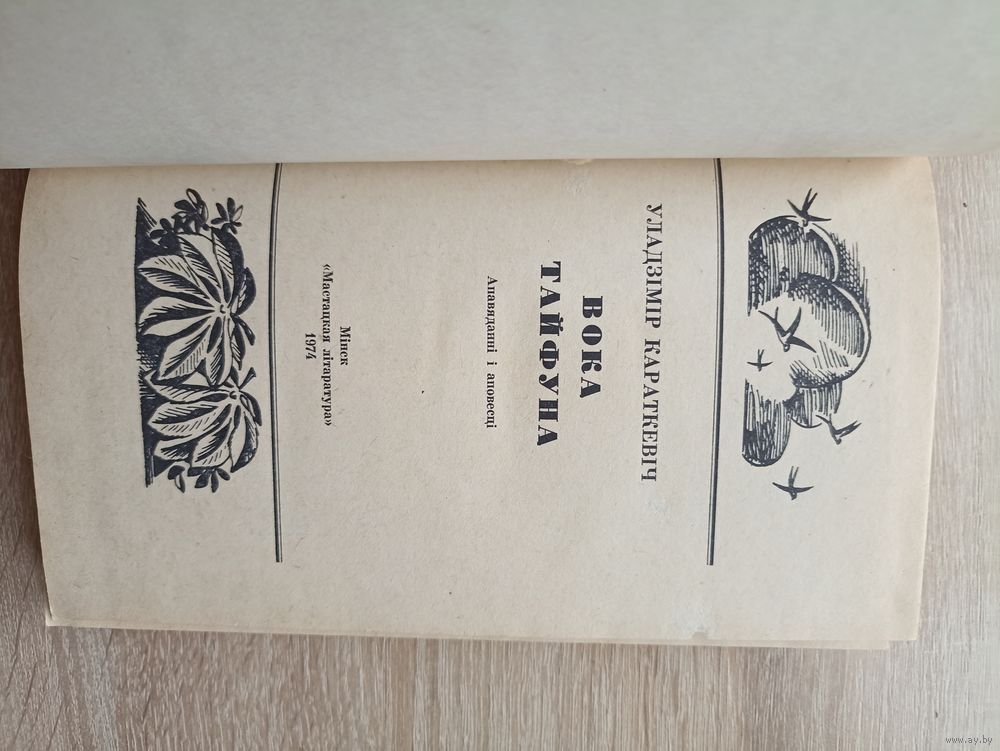 УЛАДЗІМІР КАРАТКЕВІЧ
ВОКА
ТАЙФУНА
Апавяданні і аповесці
Мінск
«Мастацкая літаратура»
1974
www.ay.by